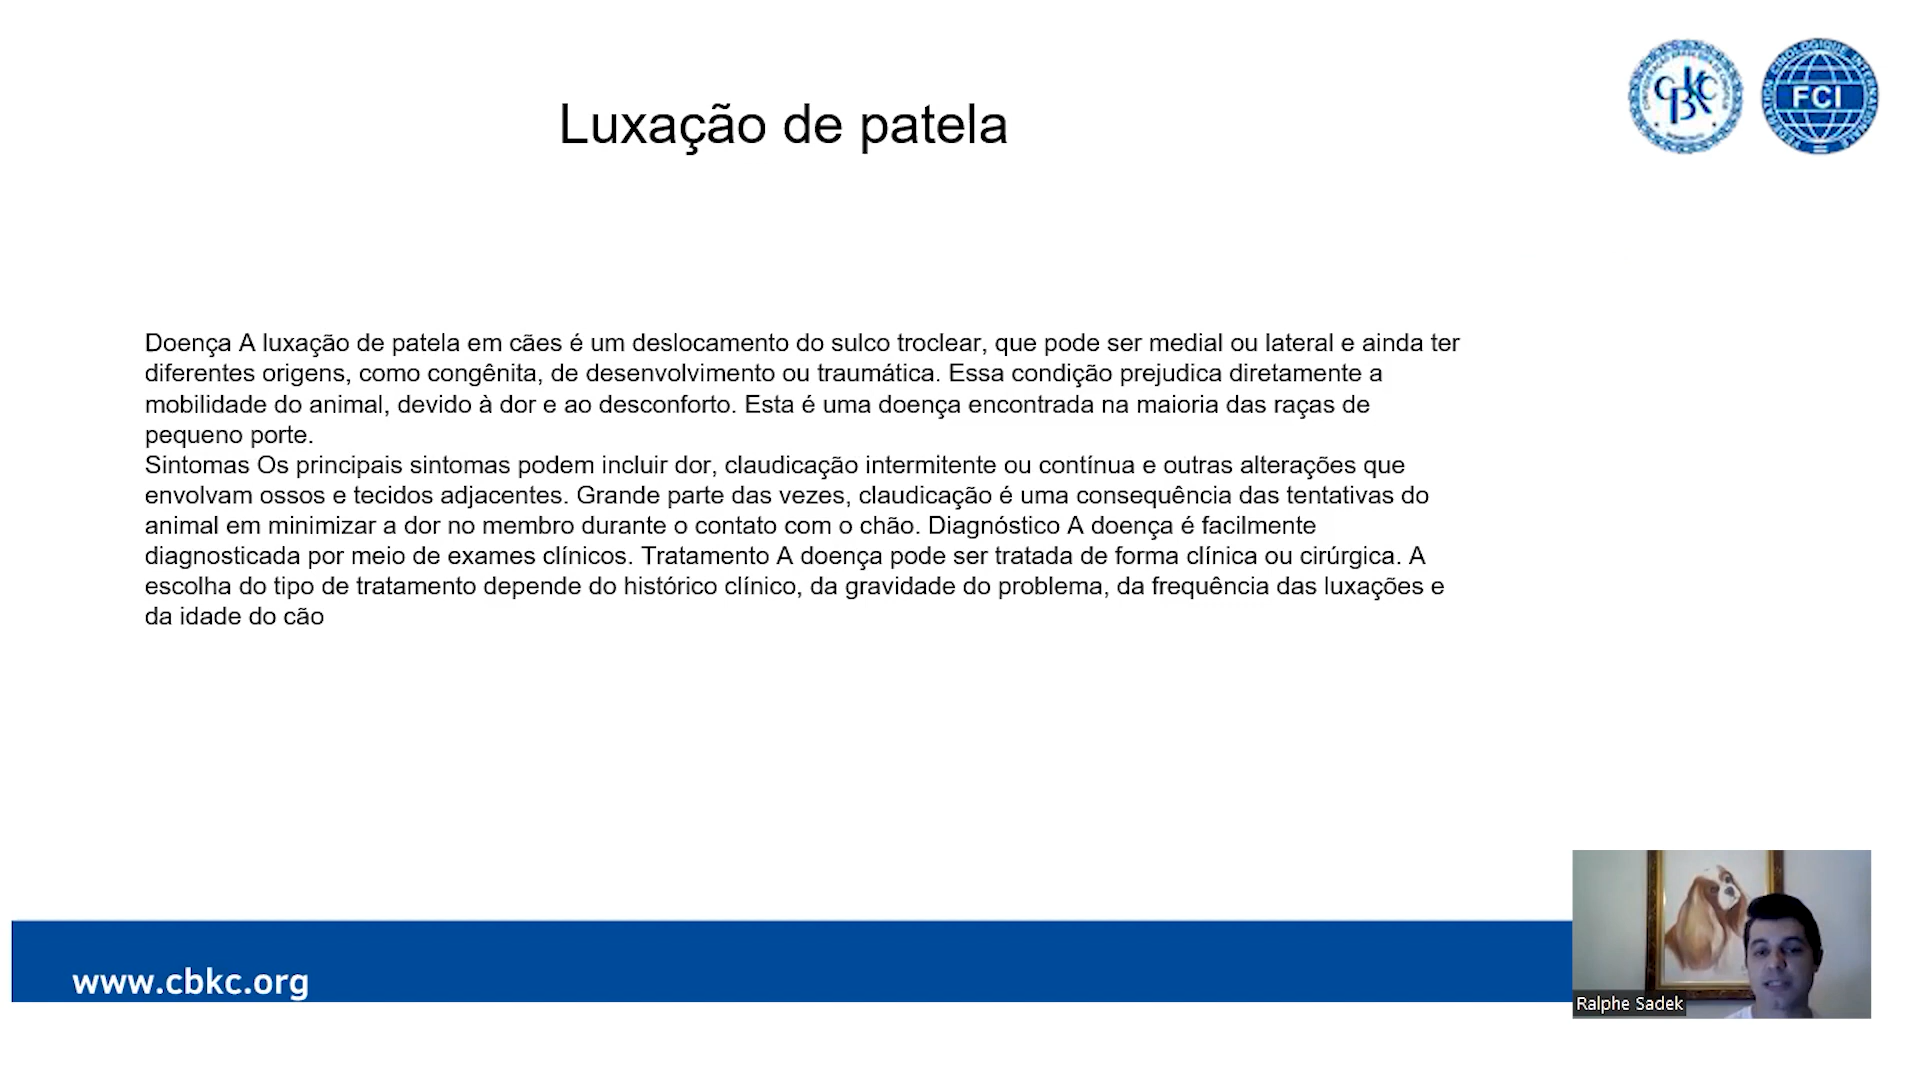 Luxação de patela
CBKC
FCI
FEDERATION CYNOLOGIQUE INTERNATIONALE
Doença A luxação de patela em cães é um deslocamento do sulco troclear, que pode ser medial ou lateral e ainda ter
diferentes origens, como congênita, de desenvolvimento ou traumática. Essa condição prejudica diretamente a
mobilidade do animal, devido à dor e ao desconforto. Esta é uma doença encontrada na maioria das raças de
pequeno porte.
Sintomas Os principais sintomas podem incluir dor, claudicação intermitente ou contínua e outras alterações que
envolvam ossos e tecidos adjacentes. Grande parte das vezes, claudicação é uma consequência das tentativas do
animal em minimizar a dor no membro durante o contato com o chão. Diagnóstico A doença é facilmente
diagnosticada por meio de exames clínicos. Tratamento A doença pode ser tratada de forma clínica ou cirúrgica. A
escolha do tipo de tratamento depende do histórico clínico, da gravidade do problema, da frequência das luxações e
da idade do cão
www.cbkc.org
Ralphe Sadek